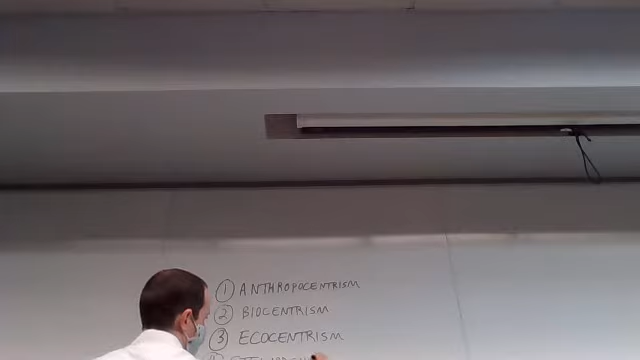 ① ANTHROPOCENTRISM
② BIOCENTRISM
③ ECOCENTRISM